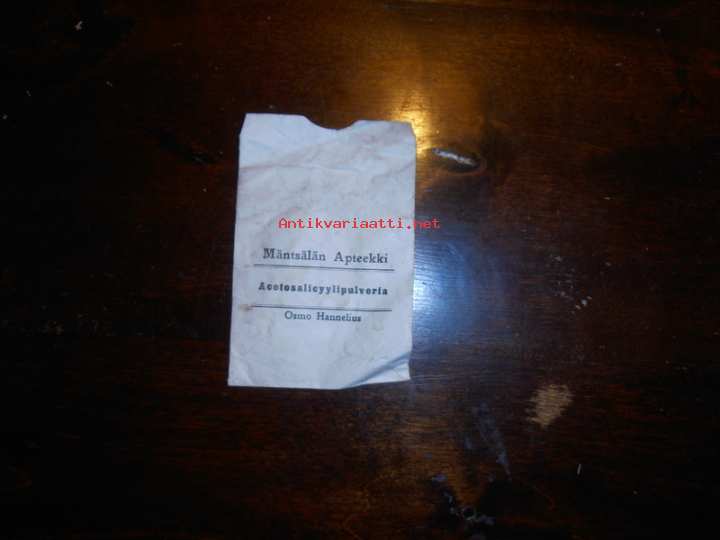 Antikvariaatti.net
Mäntsälän Apteekki
Acetosalicyylipulveria
Osmo Hannelius